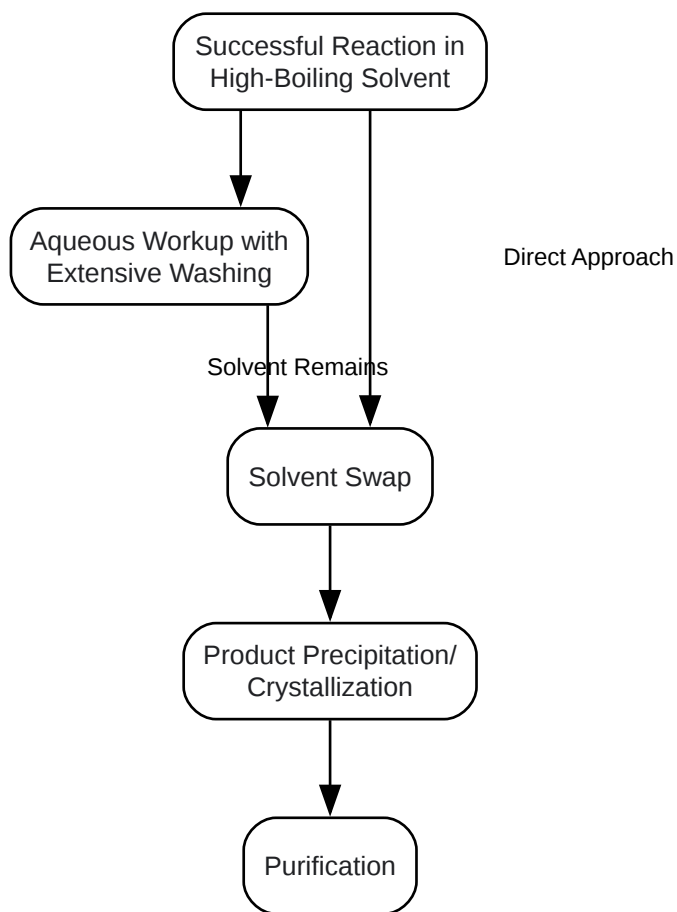 Successful Reaction in
High-Boiling Solvent
Aqueous Workup with
Extensive Washing
Direct Approach
Solvent Remains
Solvent Swap
Product Precipitation/
Crystallization
Purification